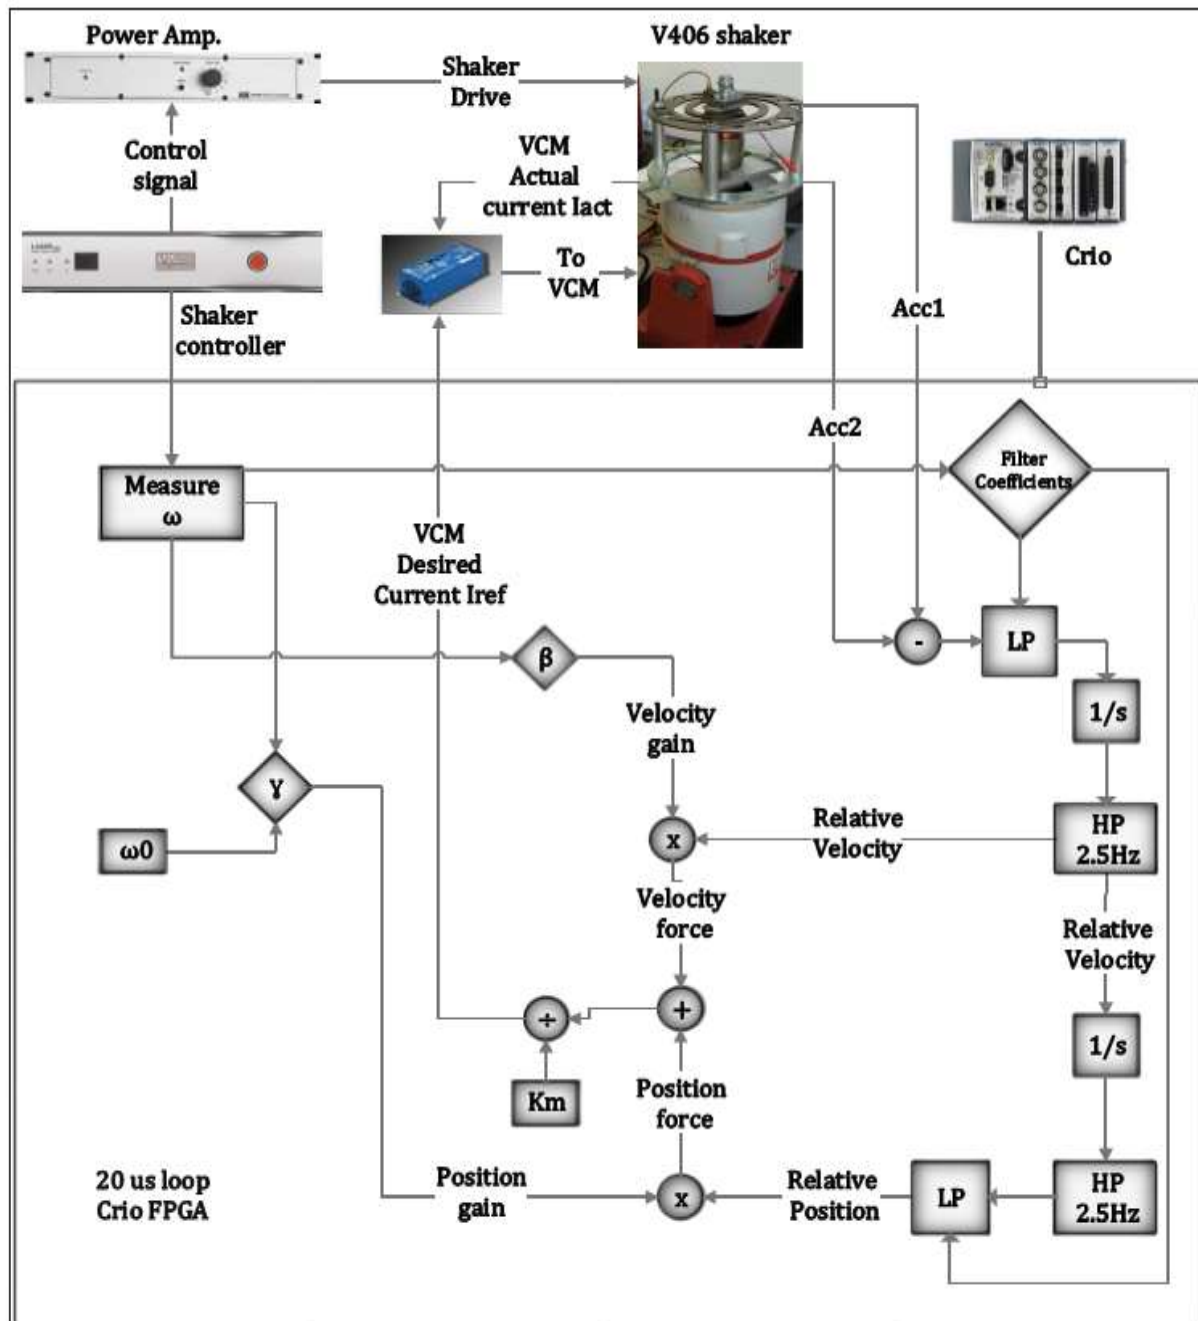 Power Amp.
V406 shaker
Shaker
Drive
Control
signal
VCM
Actual
current Iact
To
VCM
Crio
Shaker
controller
Acc1
Acc2
Filter
Coefficients
Measure
ω
VCM
Desired
Current Iref
-
LP
β
1/s
Velocity
gain
γ
HP
2.5Hz
Relative
Velocity
x
ω0
Velocity
force
Relative
Velocity
+
÷
1/s
Km
Position
force
20 us loop
Crio FPGA
Position
gain
x
Relative
Position
LP
HP
2.5Hz